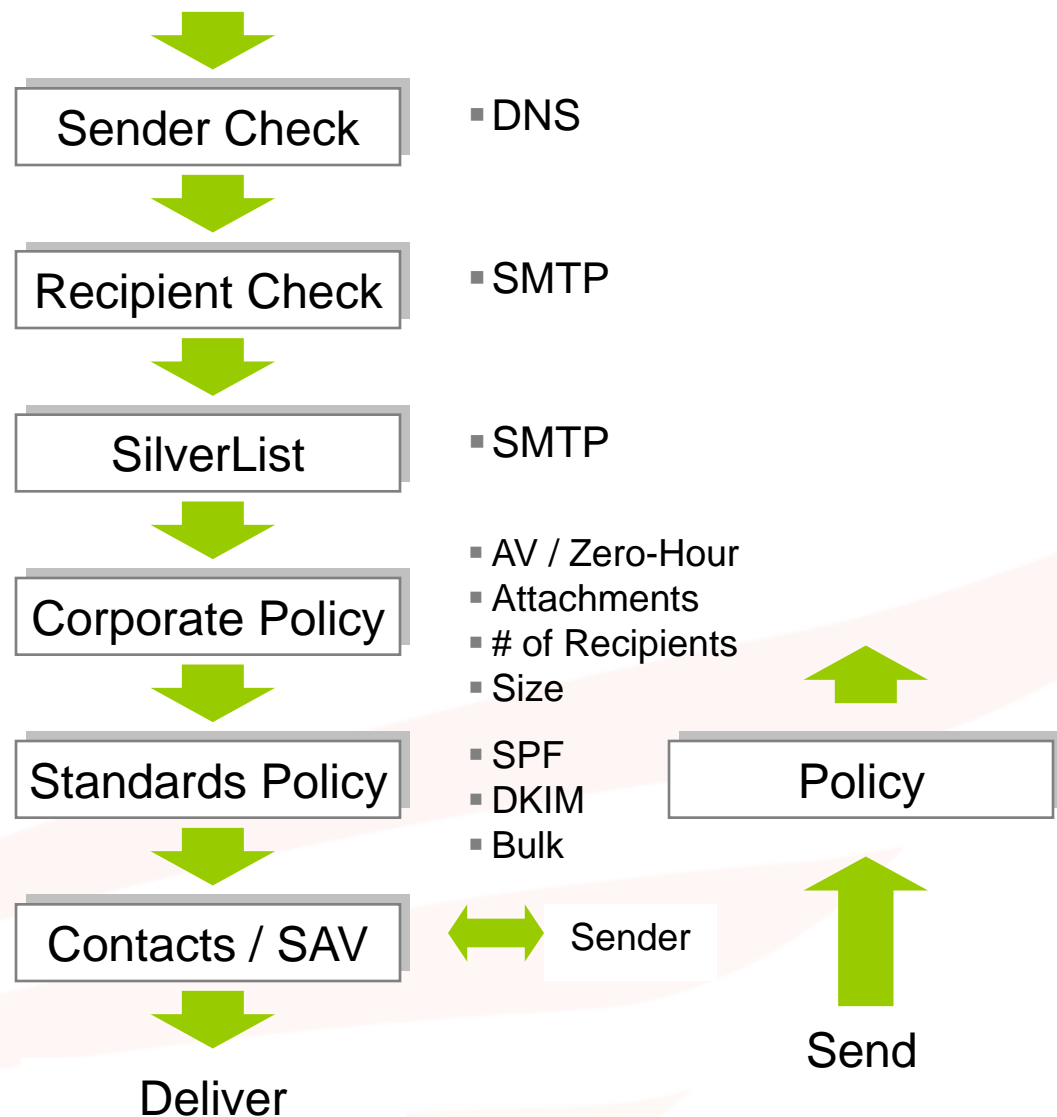 Sender Check
▪ DNS
Recipient Check
▪ SMTP
SilverList
▪ SMTP
Corporate Policy
▪ AV / Zero-Hour
▪ Attachments
▪ # of Recipients
▪ Size
Standards Policy
▪ SPF
▪ DKIM
▪ Bulk
Contacts / SAV
Sender
Deliver
Policy
Send